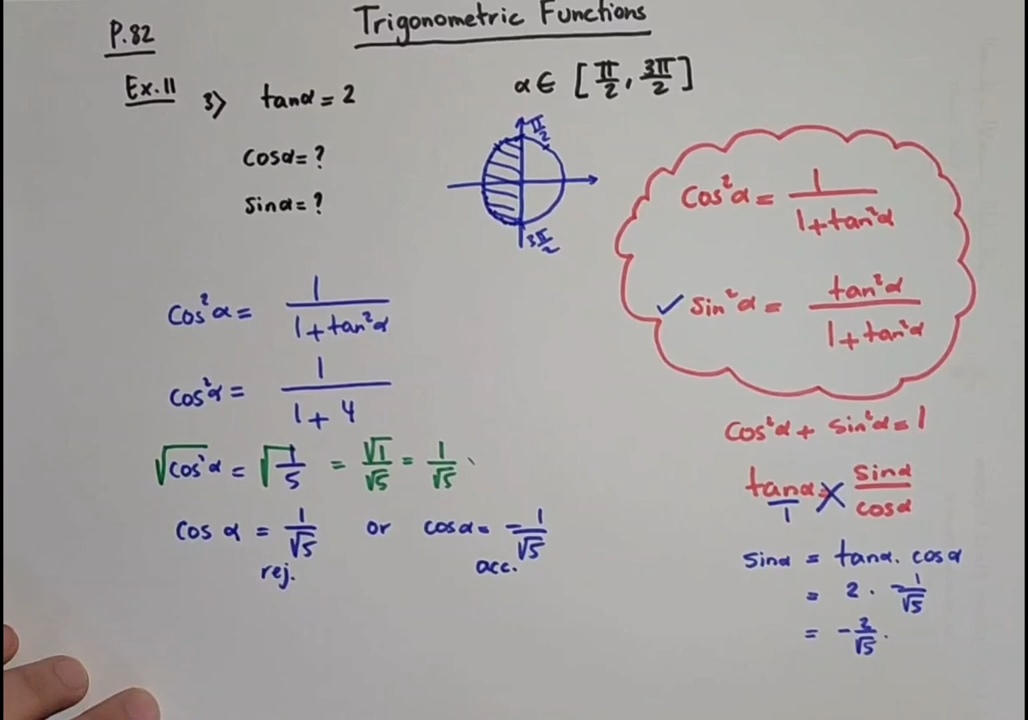 Trigonometric Functions
P.82
Ex.11 3) tanα = 2 α ∈ [π/2, 3π/2]
cosα = ?
sinα = ?
π/2
3π/2
cos²α = 1/(1+tan²α)
cos²α = 1/(1+4)
√cos²α = √(1/5) = √1/√5 = 1/√5
cos α = 1/√5 or cosα = -1/√5
rej. acc.
cos²α = 1/(1+tan²α)
✓ sin²α = tan²α/(1+tan²α)
cos²α + sin²α = 1
tanα/1 = sinα/cosα
sinα = tanα. cosα
= 2 · -1/√5
= -2/√5.